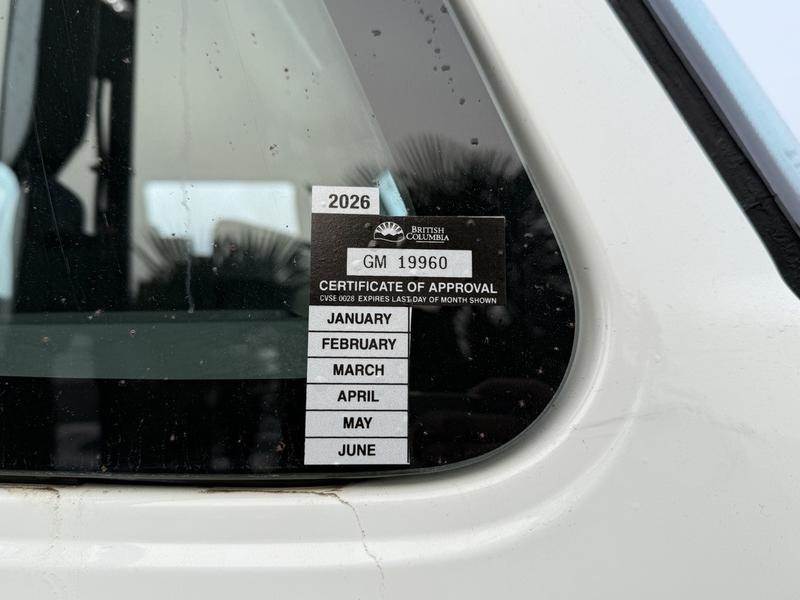 2026
BRITISH
COLUMBIA
GM 19960
CERTIFICATE OF APPROVAL
CVSE 0028 EXPIRES LAST DAY OF MONTH SHOWN
JANUARY
FEBRUARY
MARCH
APRIL
MAY
JUNE